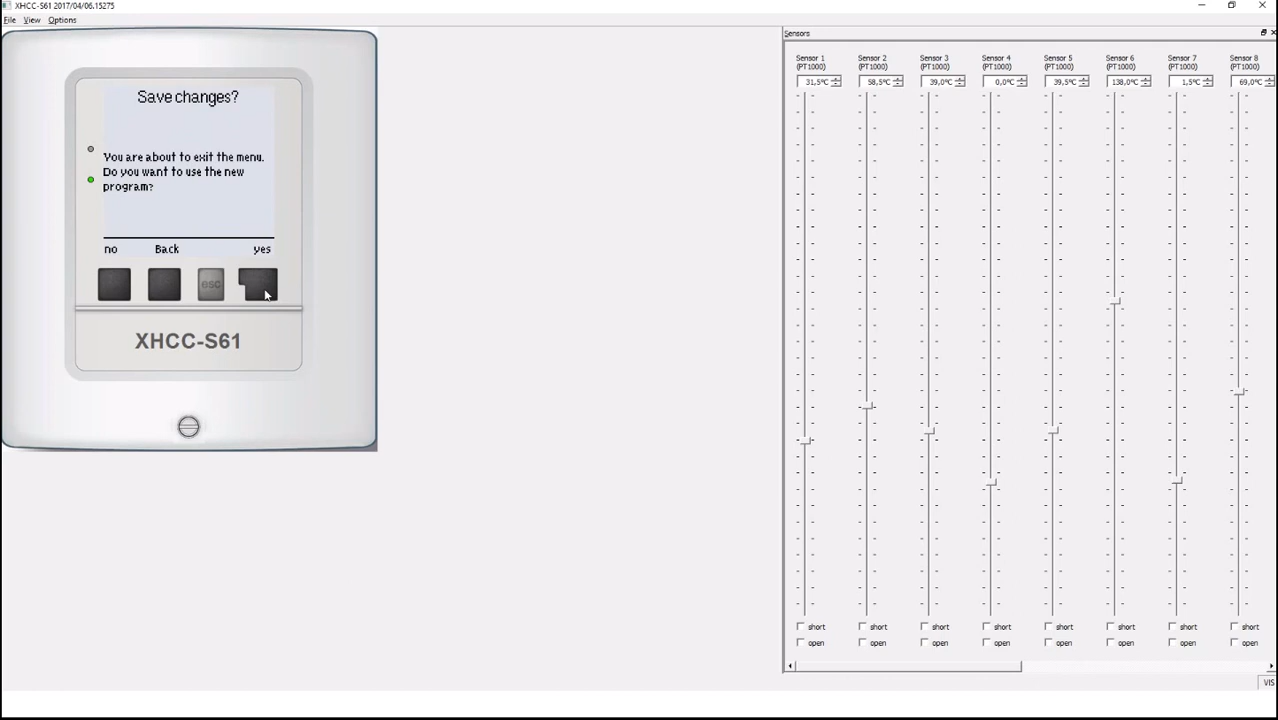 XHCC-S61 2017/04/06.15275
File View Options
Sensors
Sensor 1 Sensor 2 Sensor 3 Sensor 4 Sensor 5 Sensor 6 Sensor 7 Sensor 8
(PT1000) (PT1000) (PT1000) (PT1000) (PT1000) (PT1000) (PT1000) (PT1000)
31,5°C 58,5°C 39,0°C 0,0°C 39,5°C 138,0°C 1,5°C 69,0°C
Save changes?
You are about to exit the menu.
Do you want to use the new
program?
no Back yes
esc
XHCC-S61
short short short short short short short short
open open open open open open open open
VIS